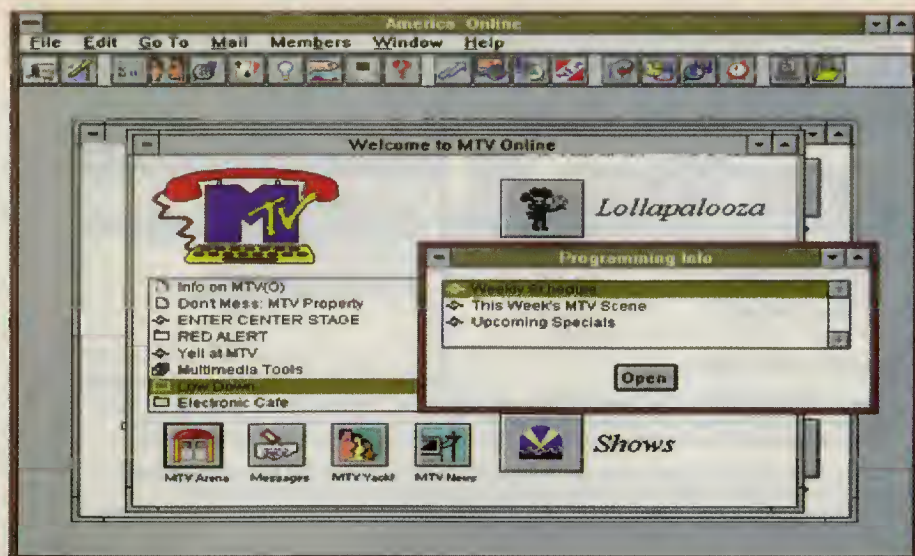 America Online
File Edit Go To Mail Members Window Help
Welcome to MTV Online
MTV
Lollapalooza
Programming Info
Weekly Schedule
This Week's MTV Scene
Upcoming Specials
Open
Info on MTV(O)
Don't Mess: MTV Property
ENTER CENTER STAGE
RED ALERT
Yell at MTV
Multimedia Tools
Low Down
Electronic Cafe
MTV Arena Messages MTV Yack! MTV News
Shows